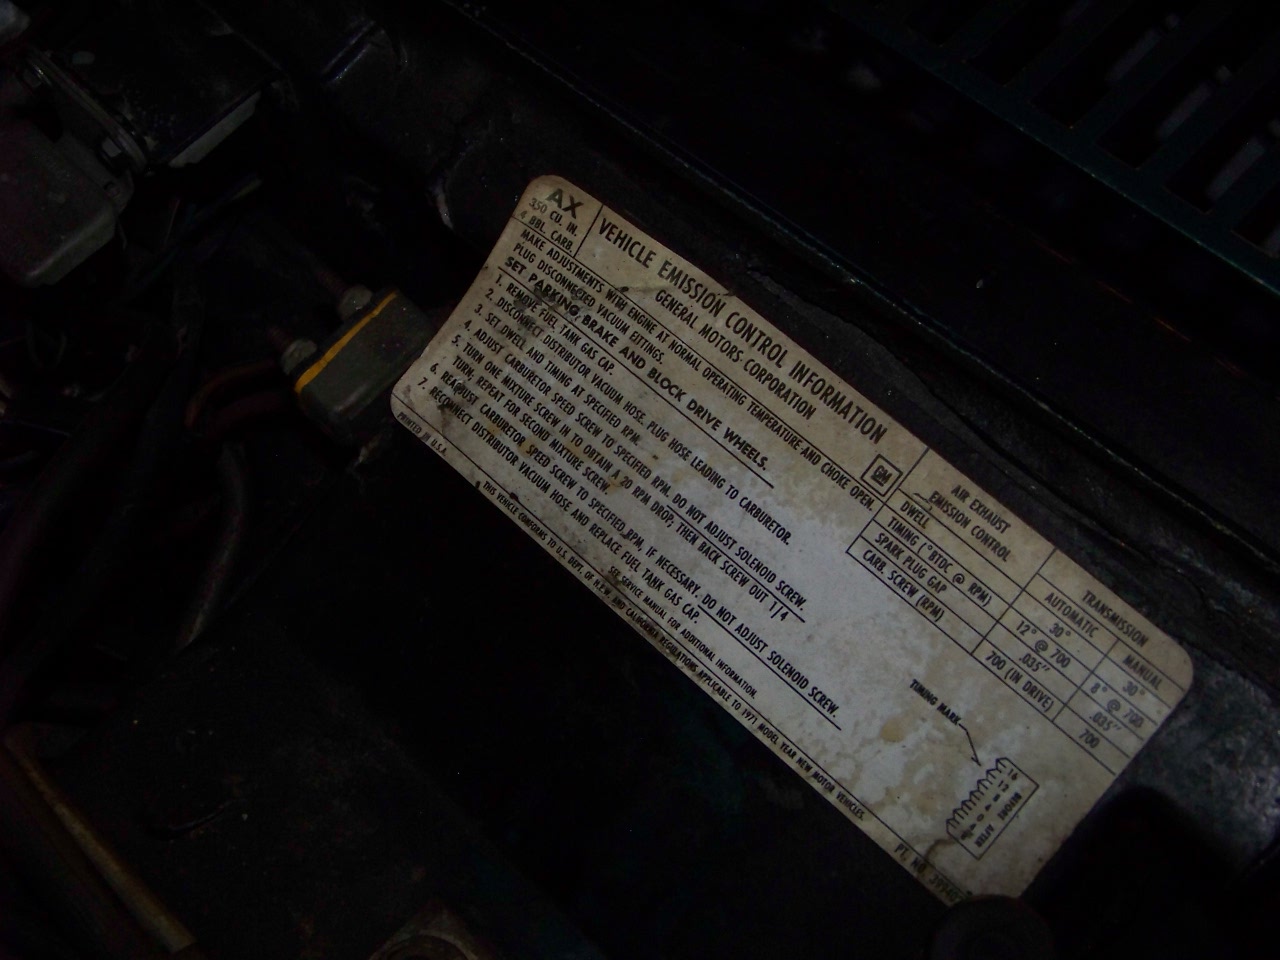 AX
350 CU. IN.
4 BBL. CARB.
VEHICLE EMISSION CONTROL INFORMATION
GENERAL MOTORS CORPORATION
GM
MAKE ADJUSTMENTS WITH ENGINE AT NORMAL OPERATING TEMPERATURE AND CHOKE OPEN.
PLUG DISCONNECTED VACUUM FITTINGS.
SET PARKING BRAKE AND BLOCK DRIVE WHEELS.
1. REMOVE FUEL TANK GAS CAP.
2. DISCONNECT DISTRIBUTOR VACUUM HOSE. PLUG HOSE LEADING TO CARBURETOR.
3. SET DWELL AND TIMING AT SPECIFIED RPM.
4. ADJUST CARBURETOR SPEED SCREW TO SPECIFIED RPM. DO NOT ADJUST SOLENOID SCREW.
5. TURN ONE MIXTURE SCREW IN TO OBTAIN A 20 RPM DROP, THEN BACK SCREW OUT 1/4
TURN. REPEAT FOR SECOND MIXTURE SCREW.
6. READJUST CARBURETOR SPEED SCREW TO SPECIFIED RPM, IF NECESSARY. DO NOT ADJUST SOLENOID SCREW.
7. RECONNECT DISTRIBUTOR VACUUM HOSE AND REPLACE FUEL TANK GAS CAP.
SEE SERVICE MANUAL FOR ADDITIONAL INFORMATION.
PRINTED IN U.S.A.
THIS VEHICLE CONFORMS TO U.S. DEPT. OF H.E.W. AND CALIFORNIA REGULATIONS APPLICABLE TO 1971 MODEL YEAR NEW MOTOR VEHICLES.
AIR EXHAUST
EMISSION CONTROL
TRANSMISSION
AUTOMATIC MANUAL
DWELL 30° 30°
TIMING (°BTDC @ RPM) 12° @ 700 8° @ 700
SPARK PLUG GAP .035" .035"
CARB. SCREW (RPM) 700 (IN DRIVE) 700
TIMING MARK
16 12 8 4 0
BEFORE AFTER
PT. NO.